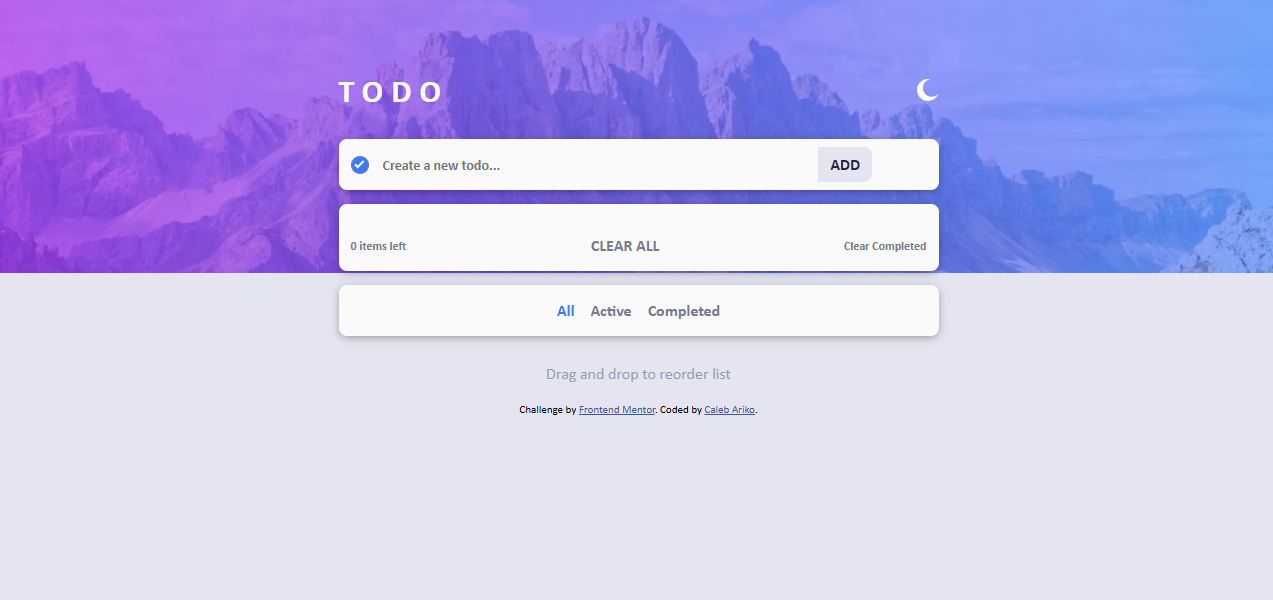 TODO
Create a new todo...
ADD
0 items left
CLEAR ALL
Clear Completed
All Active Completed
Drag and drop to reorder list
Challenge by Frontend Mentor. Coded by Caleb Ariko.